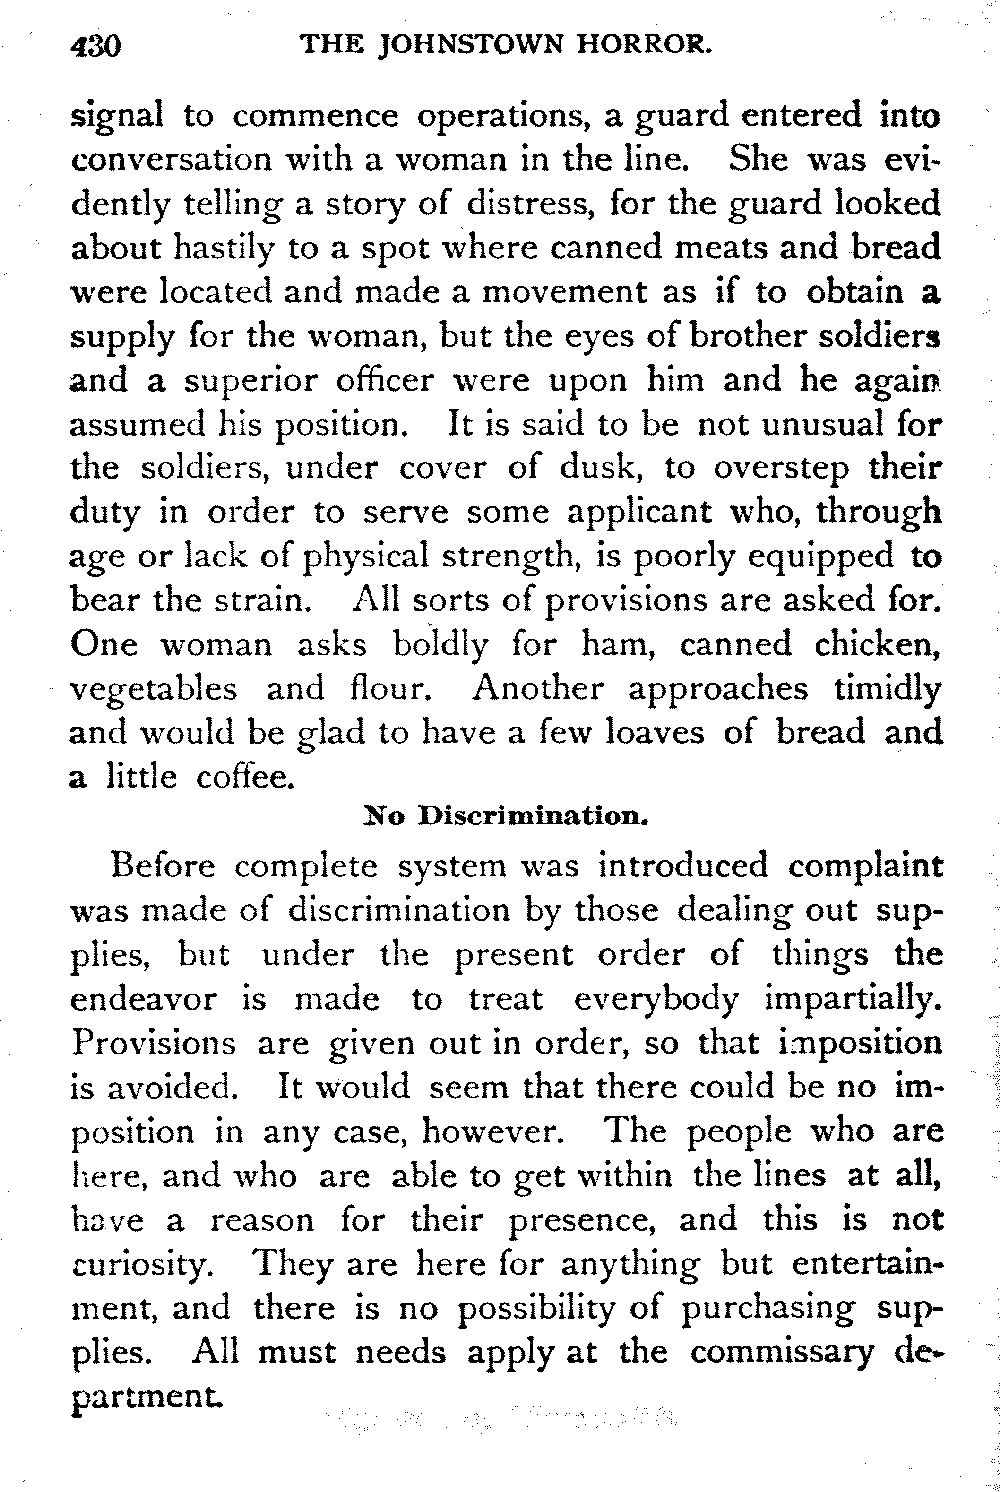 430 THE JOHNSTOWN HORROR.
signal to commence operations, a guard entered into
conversation with a woman in the line. She was evi-
dently telling a story of distress, for the guard looked
about hastily to a spot where canned meats and bread
were located and made a movement as if to obtain a
supply for the woman, but the eyes of brother soldiers
and a superior officer were upon him and he again
assumed his position. It is said to be not unusual for
the soldiers, under cover of dusk, to overstep their
duty in order to serve some applicant who, through
age or lack of physical strength, is poorly equipped to
bear the strain. All sorts of provisions are asked for.
One woman asks boldly for ham, canned chicken,
vegetables and flour. Another approaches timidly
and would be glad to have a few loaves of bread and
a little coffee.
No Discrimination.
Before complete system was introduced complaint
was made of discrimination by those dealing out sup-
plies, but under the present order of things the
endeavor is made to treat everybody impartially.
Provisions are given out in order, so that imposition
is avoided. It would seem that there could be no im-
position in any case, however. The people who are
here, and who are able to get within the lines at all,
have a reason for their presence, and this is not
curiosity. They are here for anything but entertain-
ment, and there is no possibility of purchasing sup-
plies. All must needs apply at the commissary de-
partment.